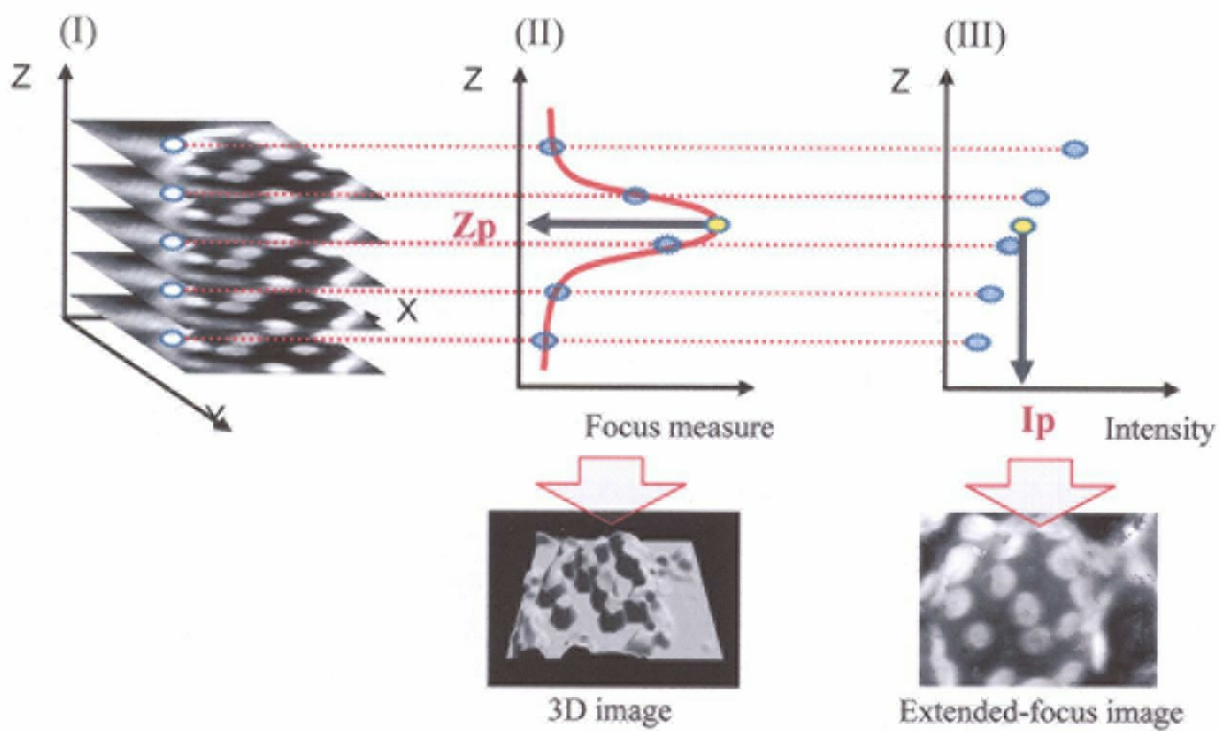 (I)
(II)
(III)
Z
Z
Z
Zp
X
Y
Focus measure
Ip
Intensity
3D image
Extended-focus image